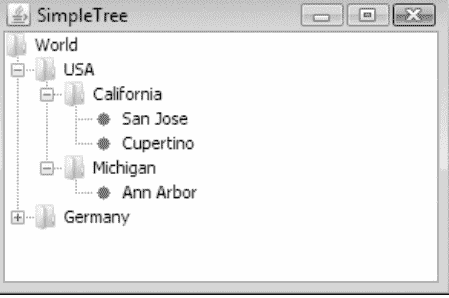 SimpleTree
World
USA
California
San Jose
Cupertino
Michigan
Ann Arbor
Germany